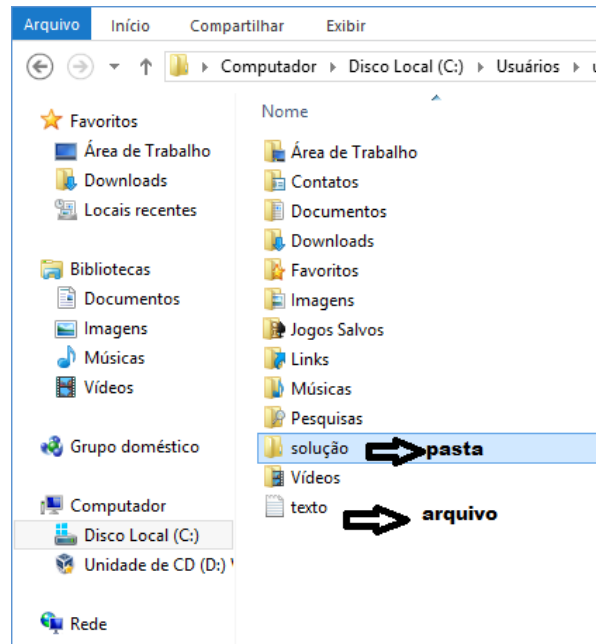 Arquivo Início Compartilhar Exibir
Computador Disco Local (C:) Usuários
Favoritos
Área de Trabalho
Downloads
Locais recentes
Bibliotecas
Documentos
Imagens
Músicas
Vídeos
Grupo doméstico
Computador
Disco Local (C:)
Unidade de CD (D:)
Rede
Nome
Área de Trabalho
Contatos
Documentos
Downloads
Favoritos
Imagens
Jogos Salvos
Links
Músicas
Pesquisas
solução pasta
Vídeos
texto arquivo